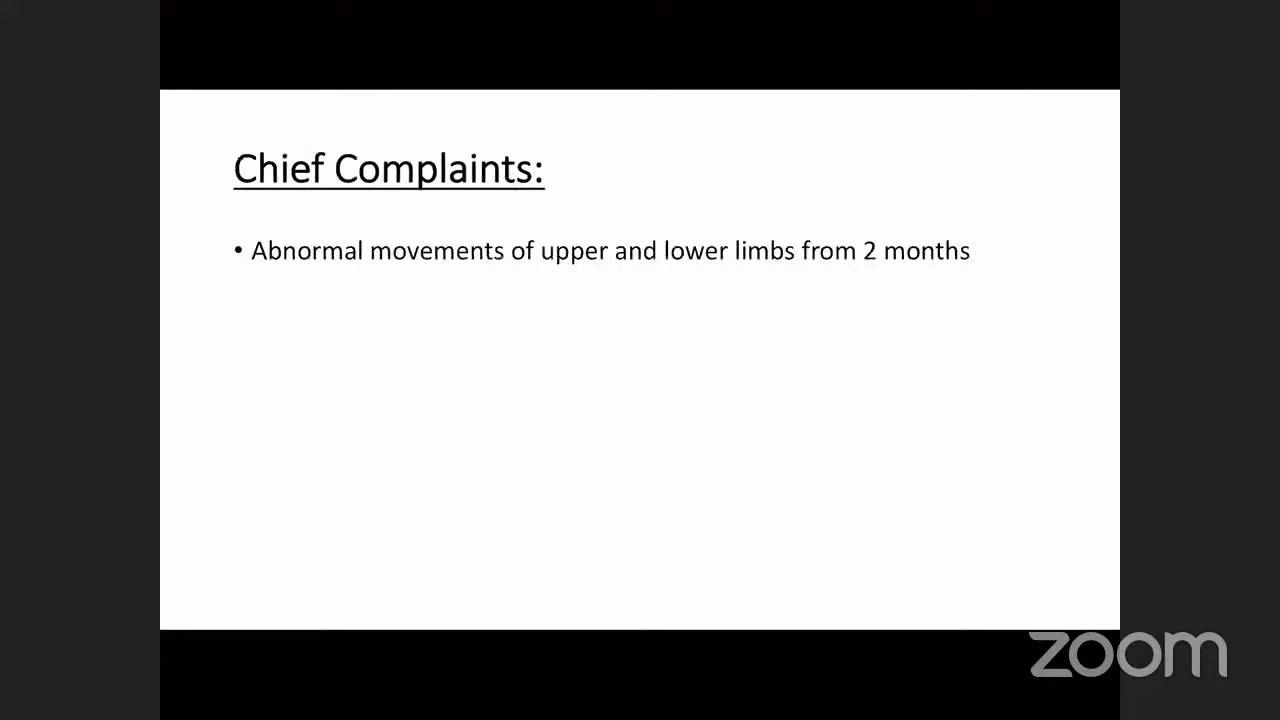 Chief Complaints:
• Abnormal movements of upper and lower limbs from 2 months
zoom